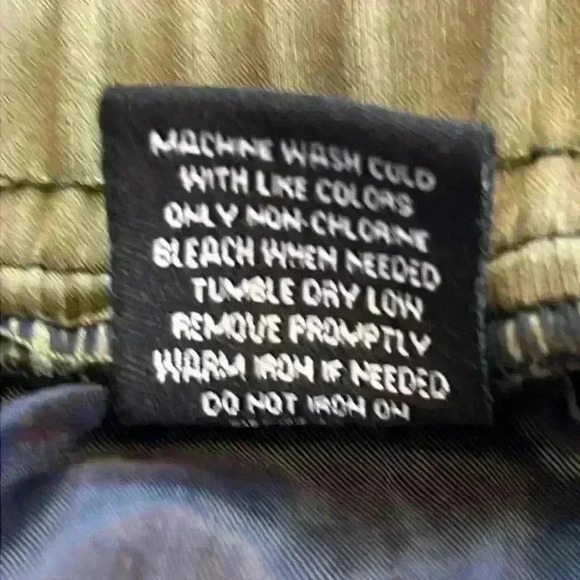 MACHINE WASH COLD
WITH LIKE COLORS
ONLY NON-CHLORINE
BLEACH WHEN NEEDED
TUMBLE DRY LOW
REMOVE PROMPTLY
WARM IRON IF NEEDED
DO NOT IRON ON